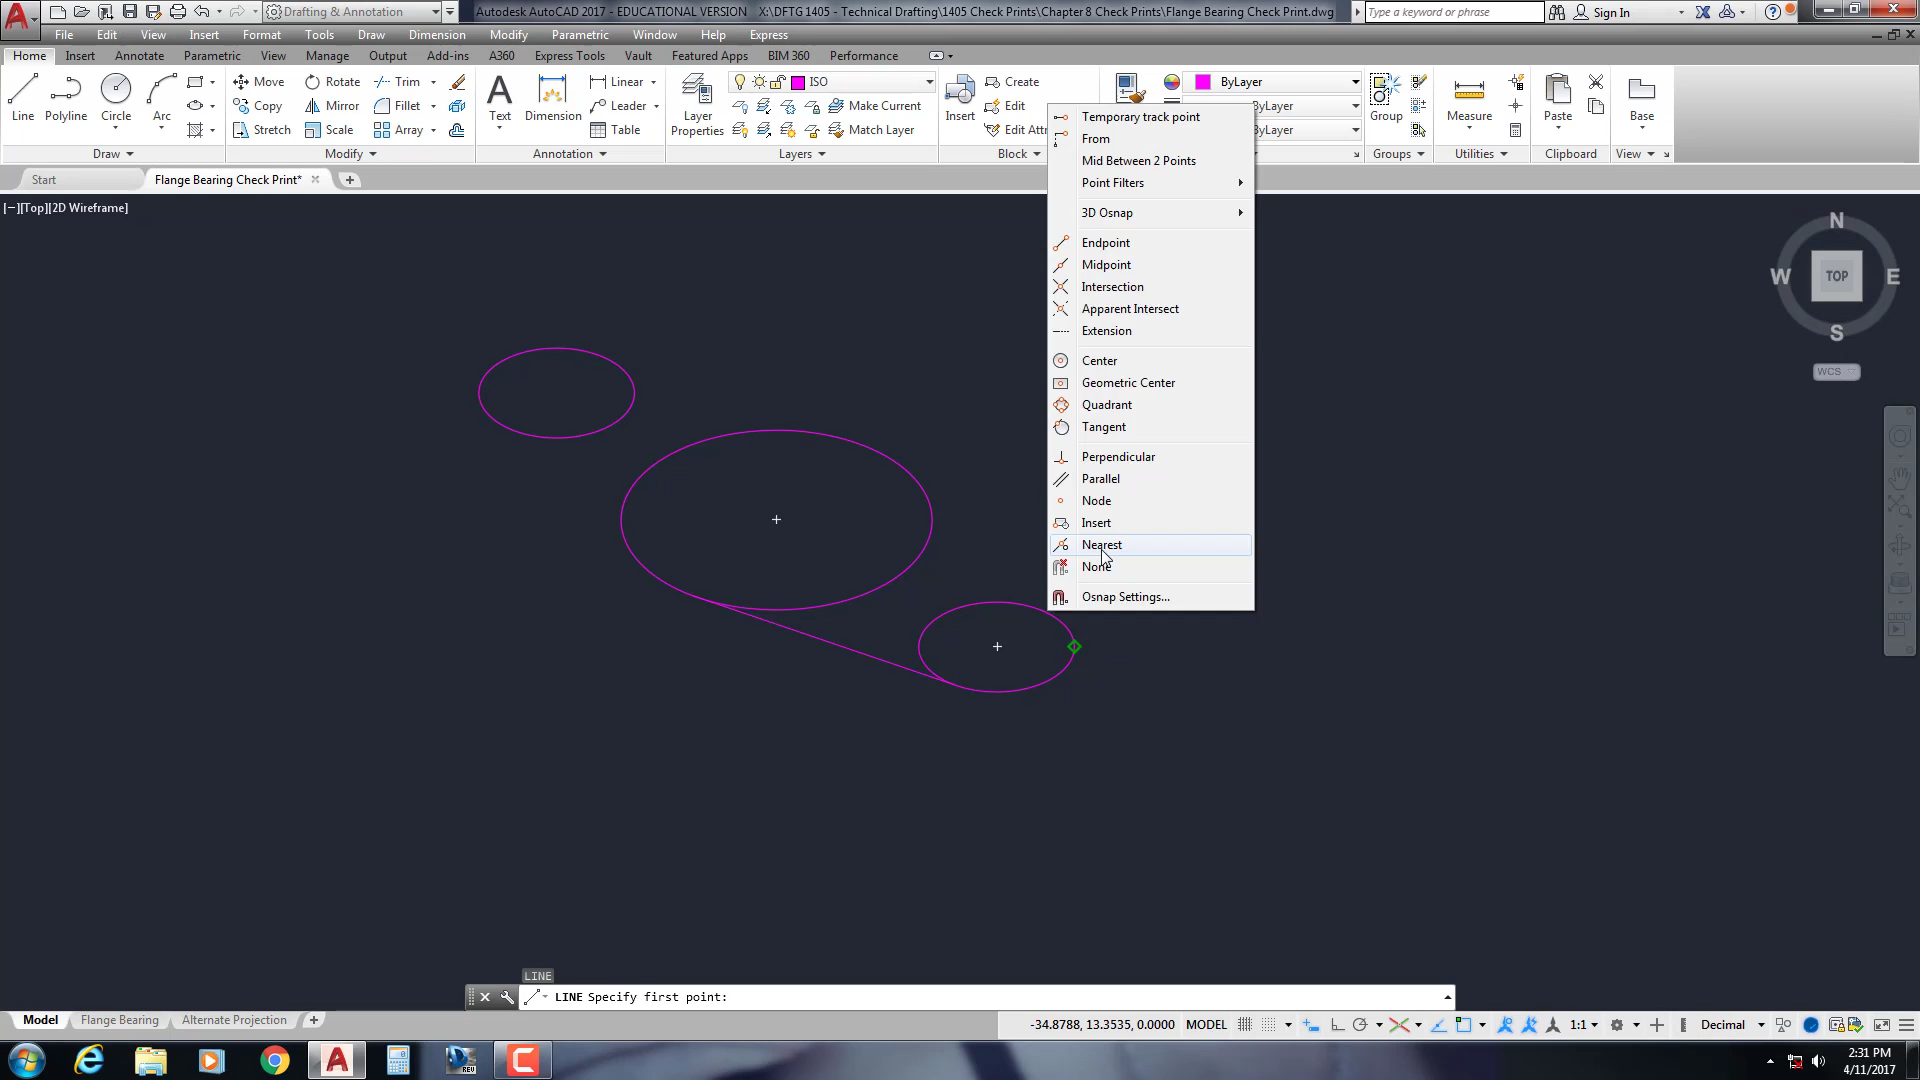 Drafting & Annotation
Autodesk AutoCAD 2017 - EDUCATIONAL VERSION X:\DFTG 1405 - Technical Drafting\1405 Check Prints\Chapter 8 Check Prints\Flange Bearing Check Print.dwg
Type a keyword or phrase
Sign In
File Edit View Insert Format Tools Draw Dimension Modify Parametric Window Help Express
Home Insert Annotate Parametric View Manage Output Add-ins A360 Express Tools Vault Featured Apps BIM 360 Performance
Line
Polyline
Circle
Arc
Move
Rotate
Trim
Copy
Mirror
Fillet
Stretch
Scale
Array
Text
Dimension
Linear
Leader
Table
Layer
Properties
ISO
Make Current
Match Layer
Insert
Create
Edit
Edit Att
ByLayer
ByLayer
ByLayer
Group
Measure
Paste
Base
Draw
Modify
Annotation
Layers
Block
Groups
Utilities
Clipboard
View
Start
Flange Bearing Check Print*
[−][Top][2D Wireframe]
Temporary track point
From
Mid Between 2 Points
Point Filters
3D Osnap
Endpoint
Midpoint
Intersection
Apparent Intersect
Extension
Center
Geometric Center
Quadrant
Tangent
Perpendicular
Parallel
Node
Insert
Nearest
None
Osnap Settings...
N
W
TOP
E
S
WCS
LINE
LINE Specify first point:
Model Flange Bearing Alternate Projection
-34.8788, 13.3535, 0.0000 MODEL
1:1
Decimal
REV
2:31 PM
4/11/2017